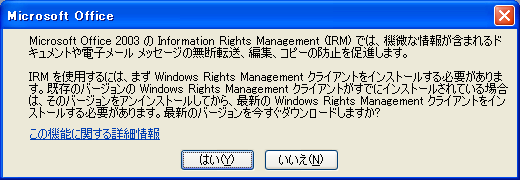 Microsoft Office
Microsoft Office 2003 の Information Rights Management (IRM) では、機微な情報が含まれるド
キュメントや電子メール メッセージの無断転送、編集、コピーの防止を促進します。
IRM を使用するには、まず Windows Rights Management クライアントをインストールする必要がありま
す。既存のバージョンの Windows Rights Management クライアントがすでにインストールされている場合
は、そのバージョンをアンインストールしてから、最新の Windows Rights Management クライアントをイン
ストールする必要があります。最新のバージョンを今すぐダウンロードしますか?
この機能に関する詳細情報
はい(Y)
いいえ(N)